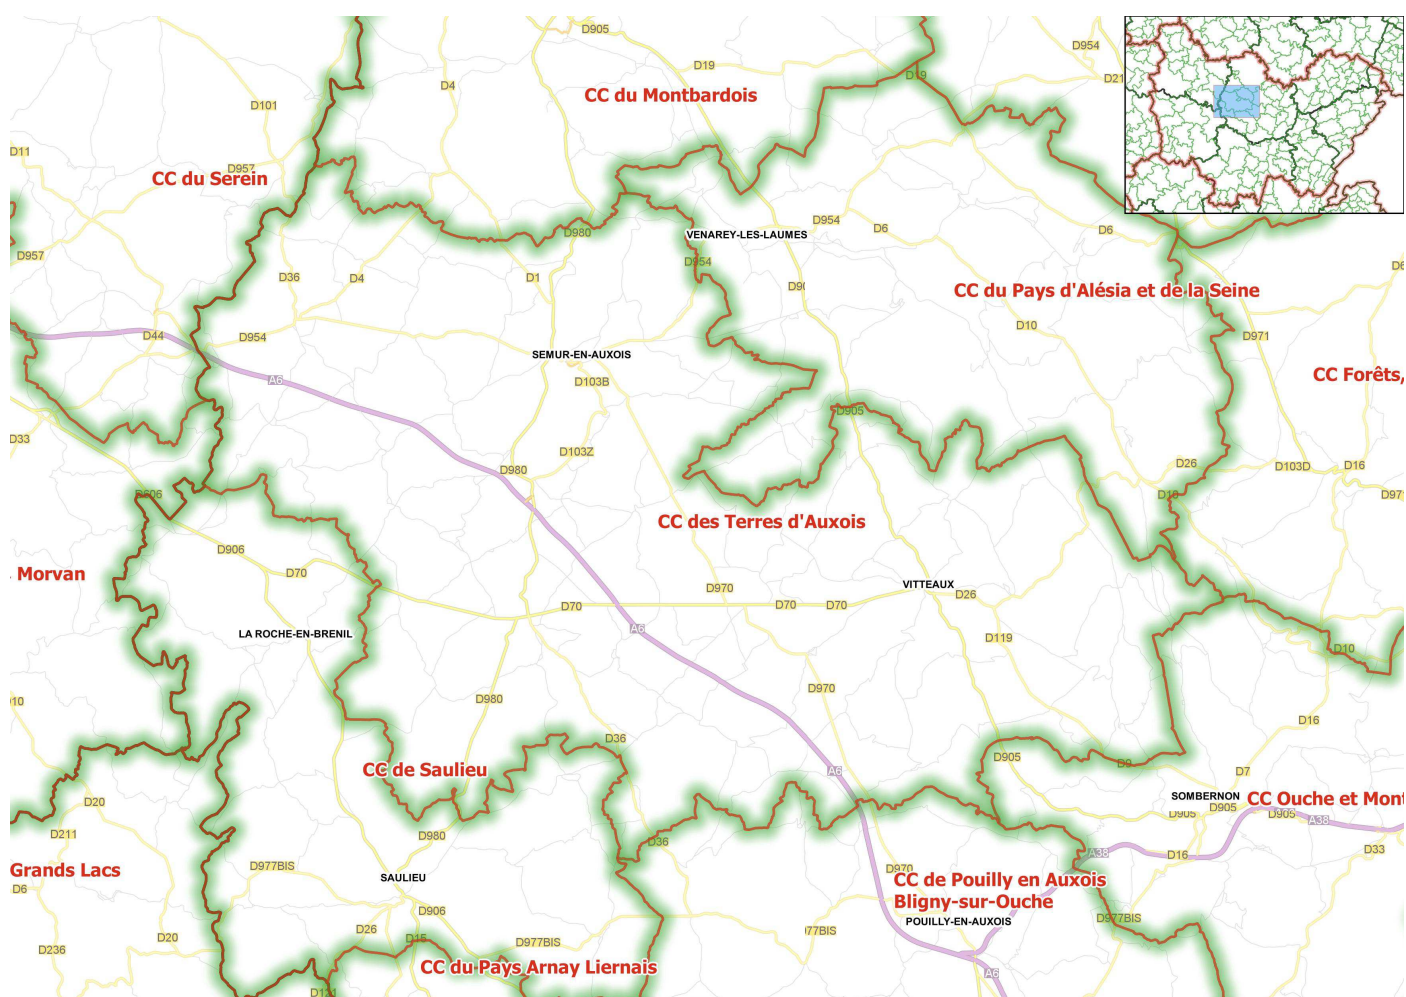 D905
D954
D19
D21
D4
CC du Montbardois
D19
D101
D11
D957
CC du Serein
D954
D6
D6
D980
VENAREY-LES-LAUMES
D957
D954
D6
D36
D4
D1
CC du Pays d'Alésia et de la Seine
D10
D44
D954
D971
SEMUR-EN-AUXOIS
A6
D103B
CC Forêts,
D905
D33
D103Z
D980
D26
D103D
D16
D906
D10
D971
CC des Terres d'Auxois
D906
Morvan
D70
D970
VITTEAUX
D26
D70
D70
D70
LA ROCHE-EN-BRENIL
A6
D119
D10
D970
D980
D10
D16
D36
D905
D9
CC de Saulieu
A6
D7
SOMBERNON
D20
CC Ouche et Mont
D905
D905
D905
A38
D211
D980
D36
A38
D16
D33
Grands Lacs
D977BIS
D970
SAULIEU
CC de Pouilly en Auxois
Bligny-sur-Ouche
D6
D906
POUILLY-EN-AUXOIS
D977BIS
D26
D236
D20
D15
D977BIS
CC du Pays Arnay Liernais
A6